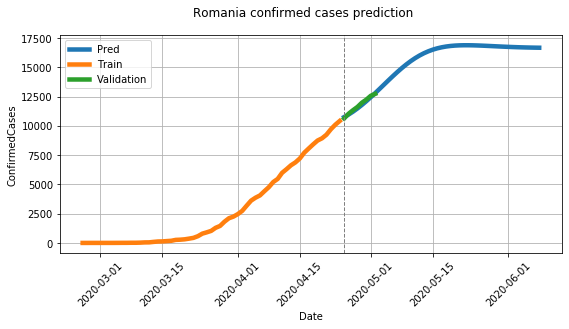 Romania confirmed cases prediction
17500
15000
12500
10000
7500
5000
2500
0
ConfirmedCases
Pred
Train
Validation
2020-03-01
2020-03-15
2020-04-01
2020-04-15
2020-05-01
2020-05-15
2020-06-01
Date